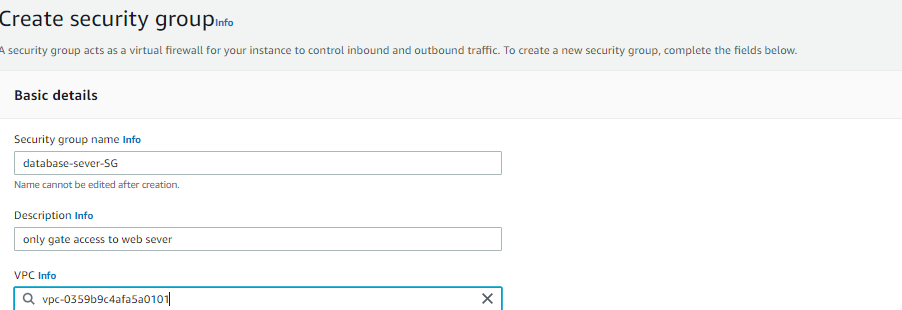 Create security group Info
A security group acts as a virtual firewall for your instance to control inbound and outbound traffic. To create a new security group, complete the fields below.
Basic details
Security group name Info
database-sever-SG
Name cannot be edited after creation.
Description Info
only gate access to web sever
VPC Info
vpc-0359b9c4afa5a0101